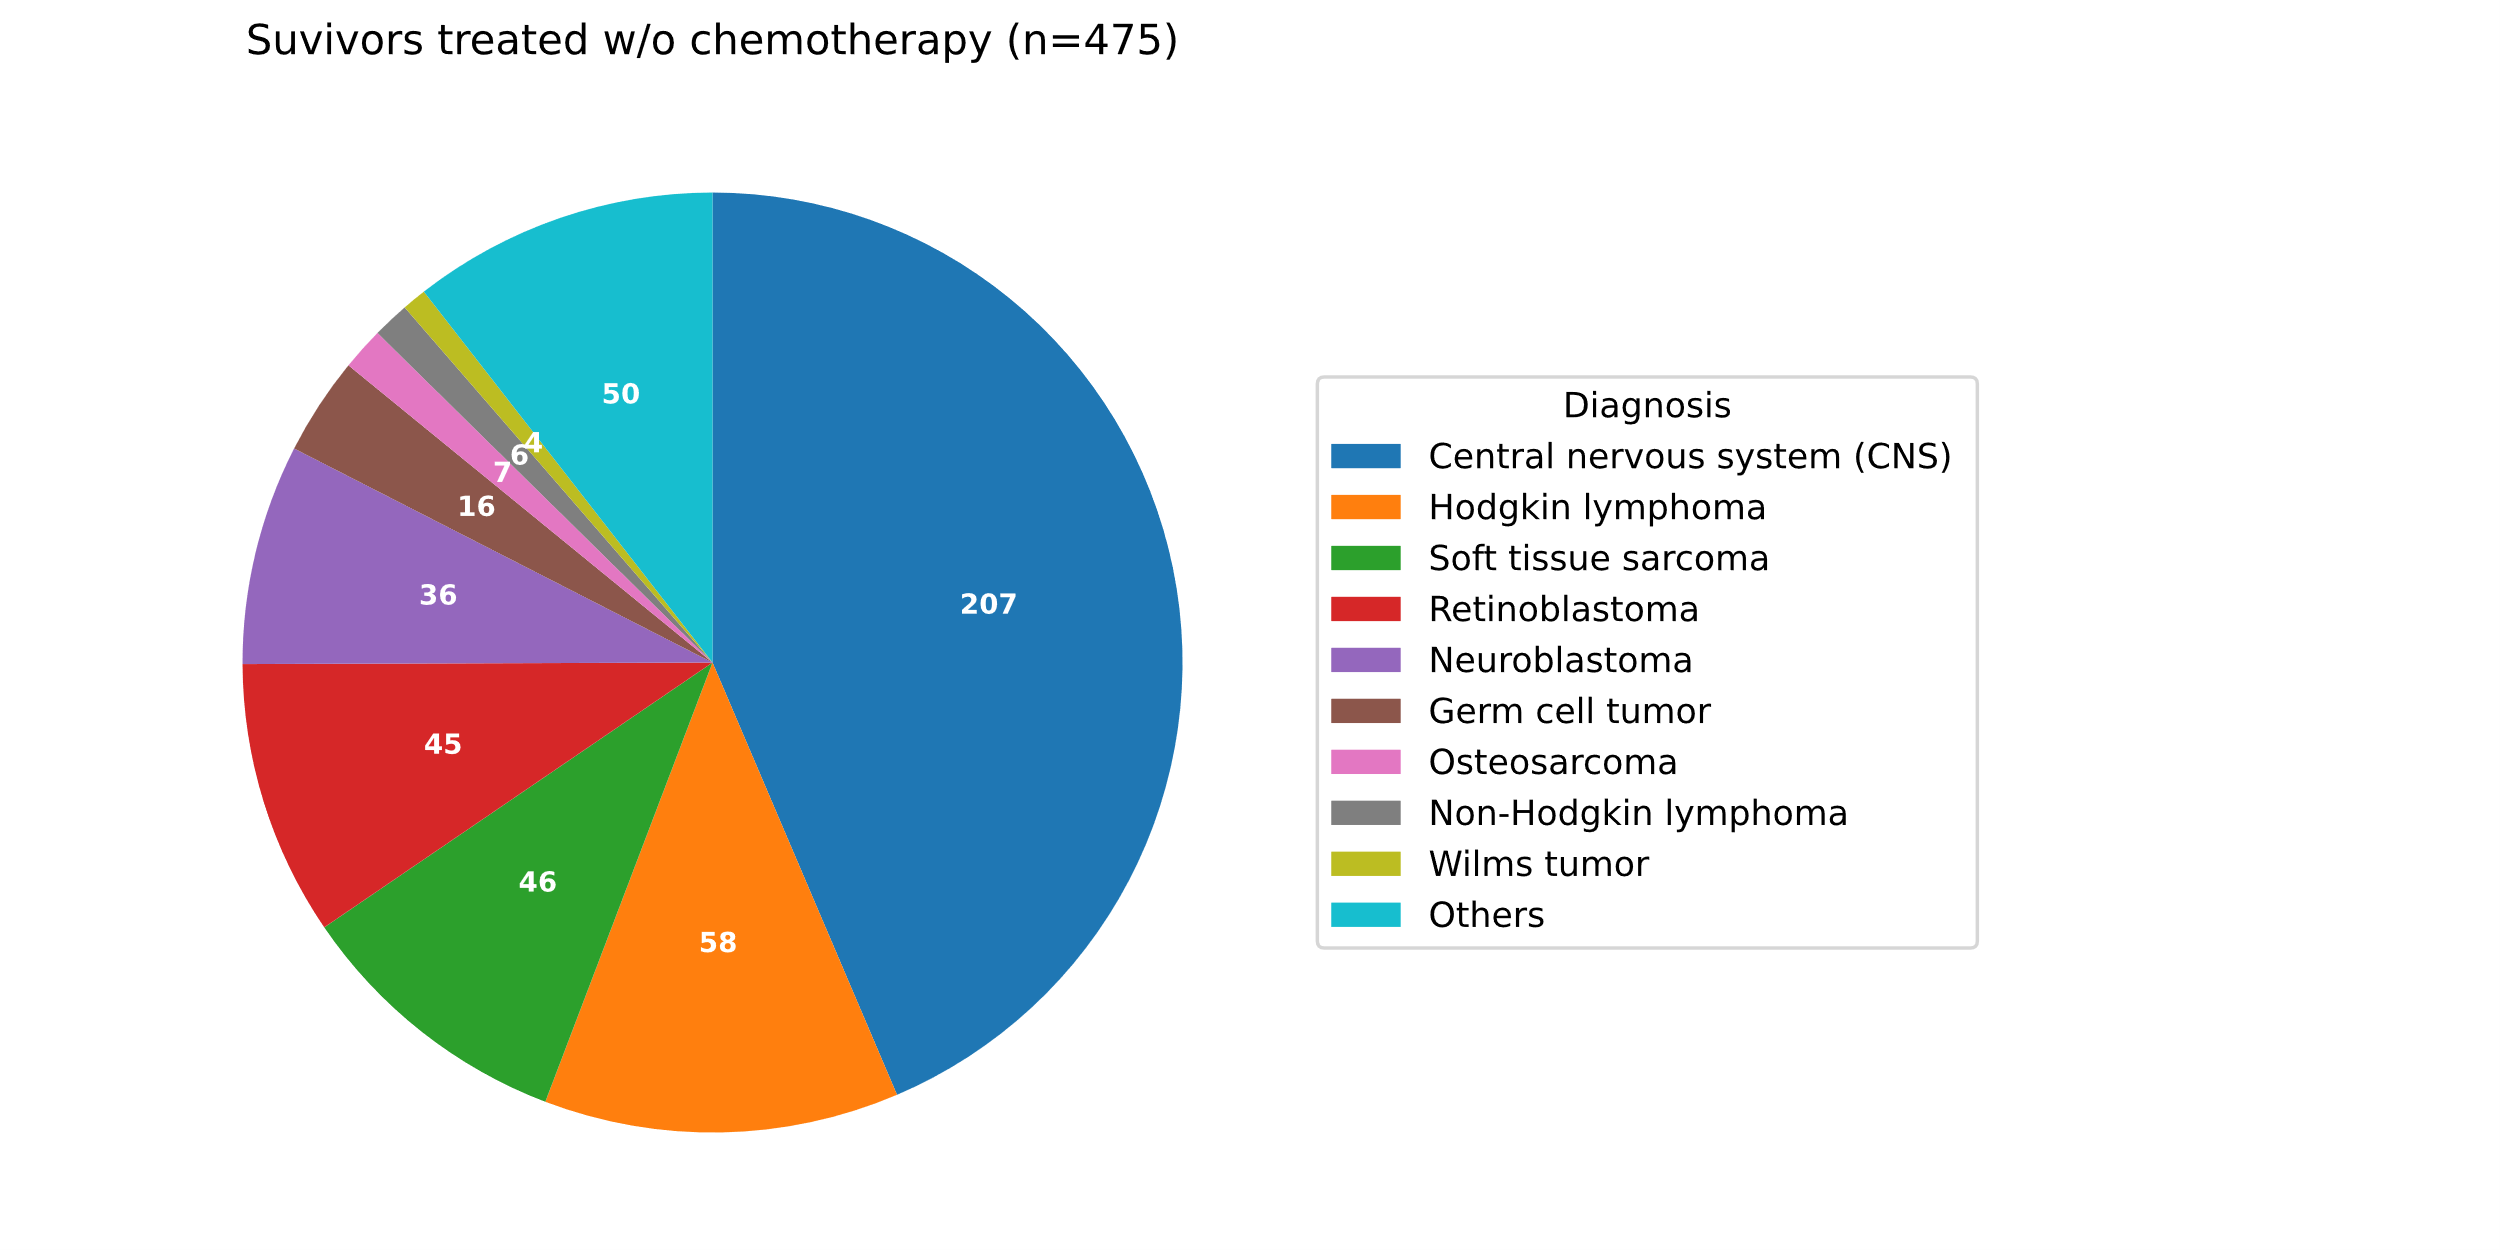 Suvivors treated w/o chemotherapy (n=475)
50
4
6
7
16
36
207
45
46
58
Diagnosis
Central nervous system (CNS)
Hodgkin lymphoma
Soft tissue sarcoma
Retinoblastoma
Neuroblastoma
Germ cell tumor
Osteosarcoma
Non-Hodgkin lymphoma
Wilms tumor
Others